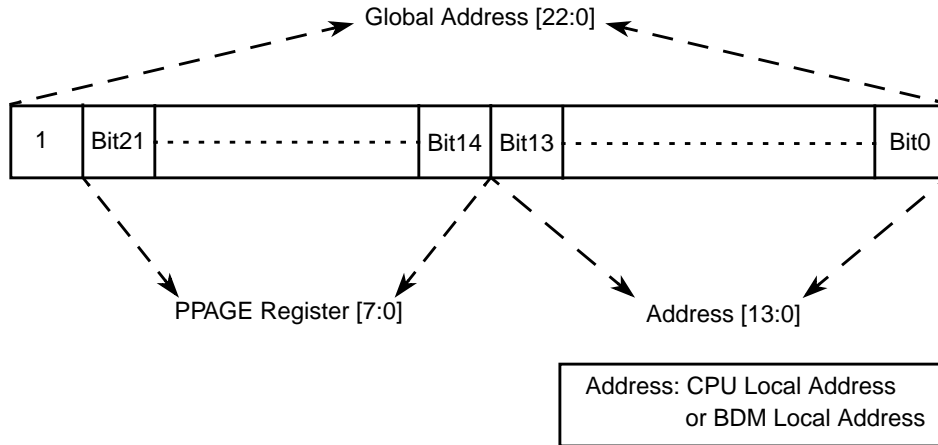 Global Address [22:0]
1 Bit21 Bit14 Bit13 Bit0
PPAGE Register [7:0] Address [13:0]
Address: CPU Local Address
or BDM Local Address